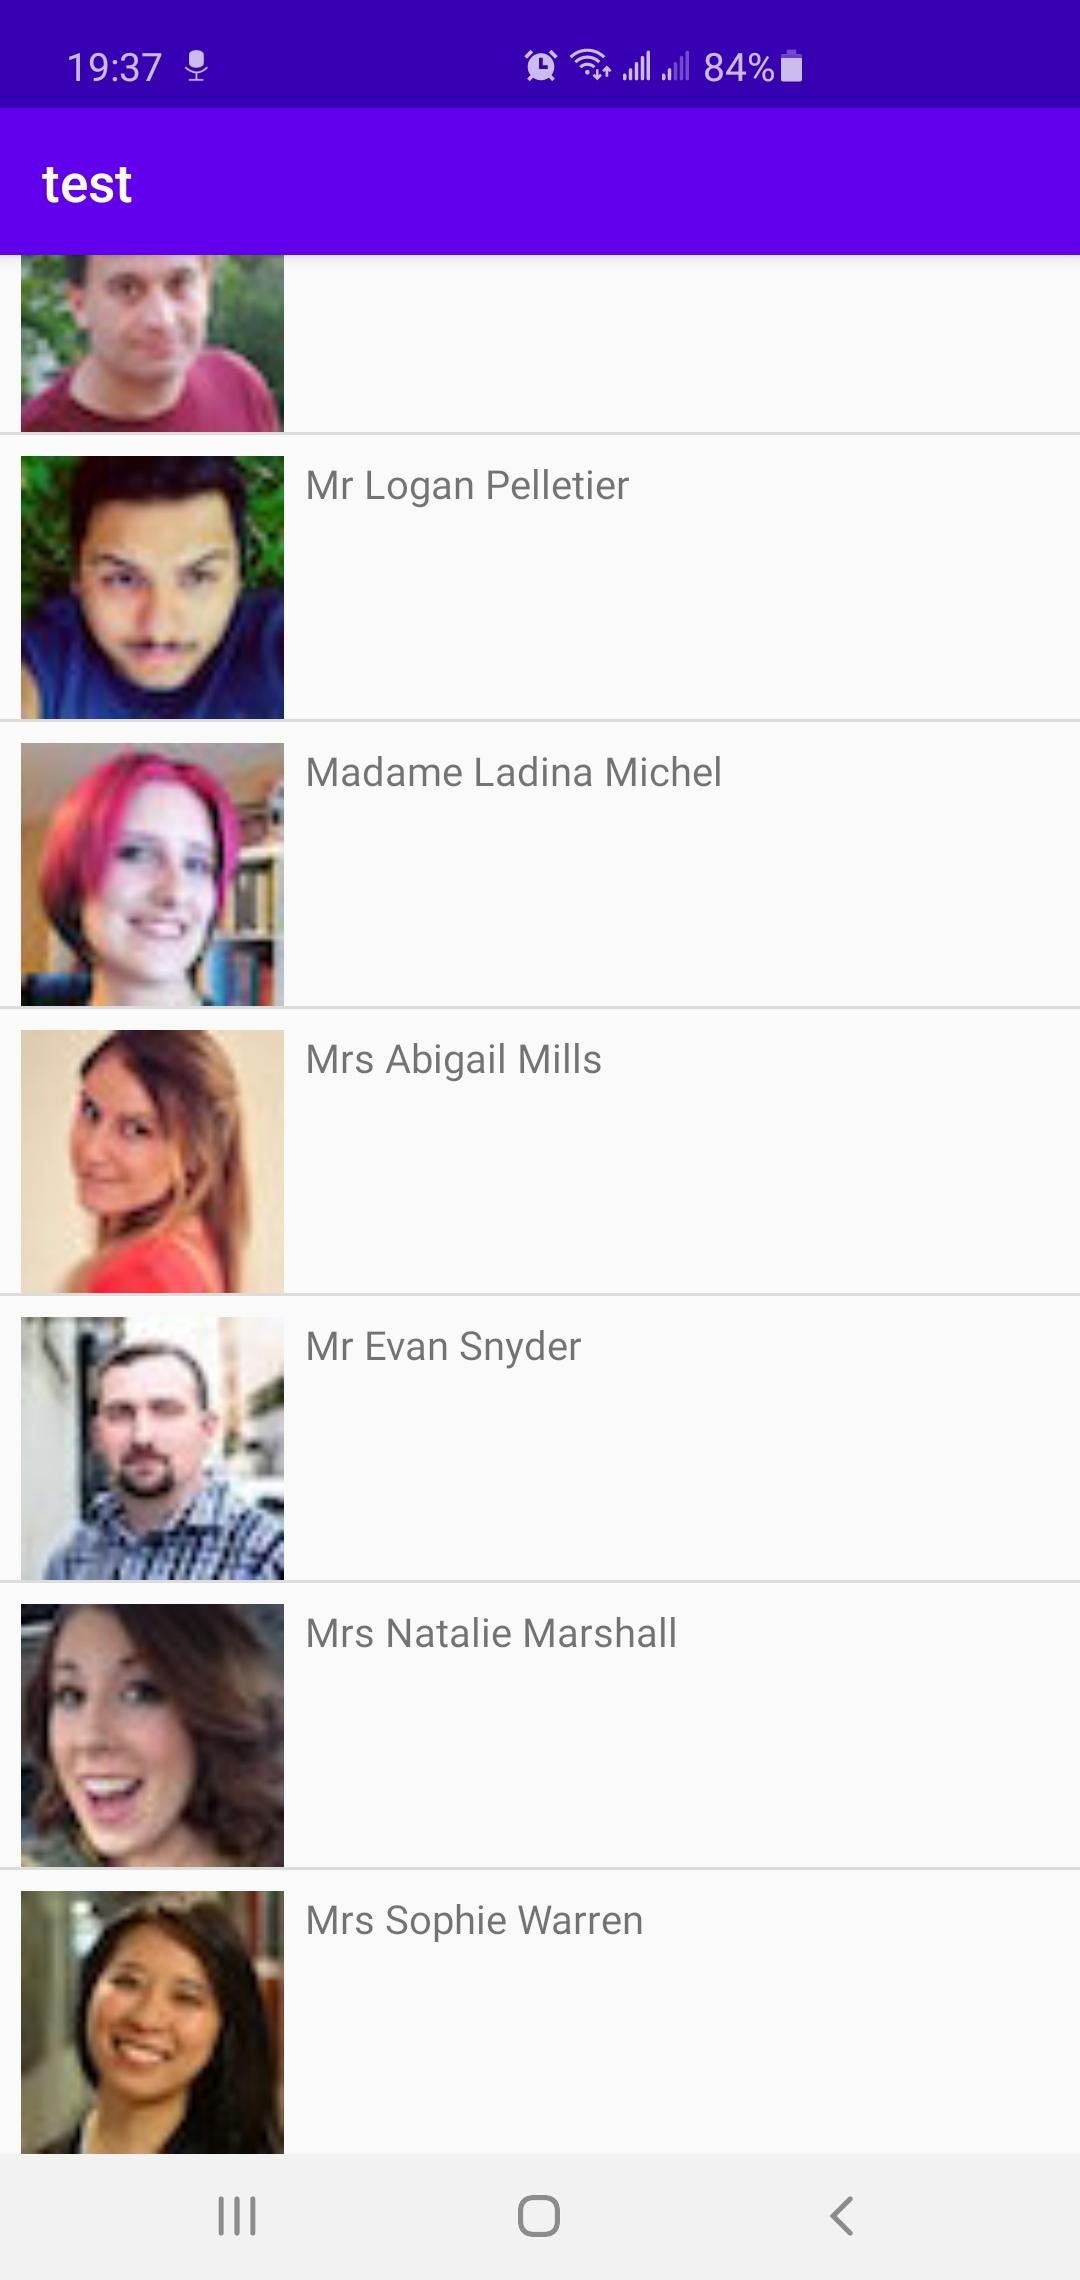 19:37 84%
test
Mr Logan Pelletier
Madame Ladina Michel
Mrs Abigail Mills
Mr Evan Snyder
Mrs Natalie Marshall
Mrs Sophie Warren